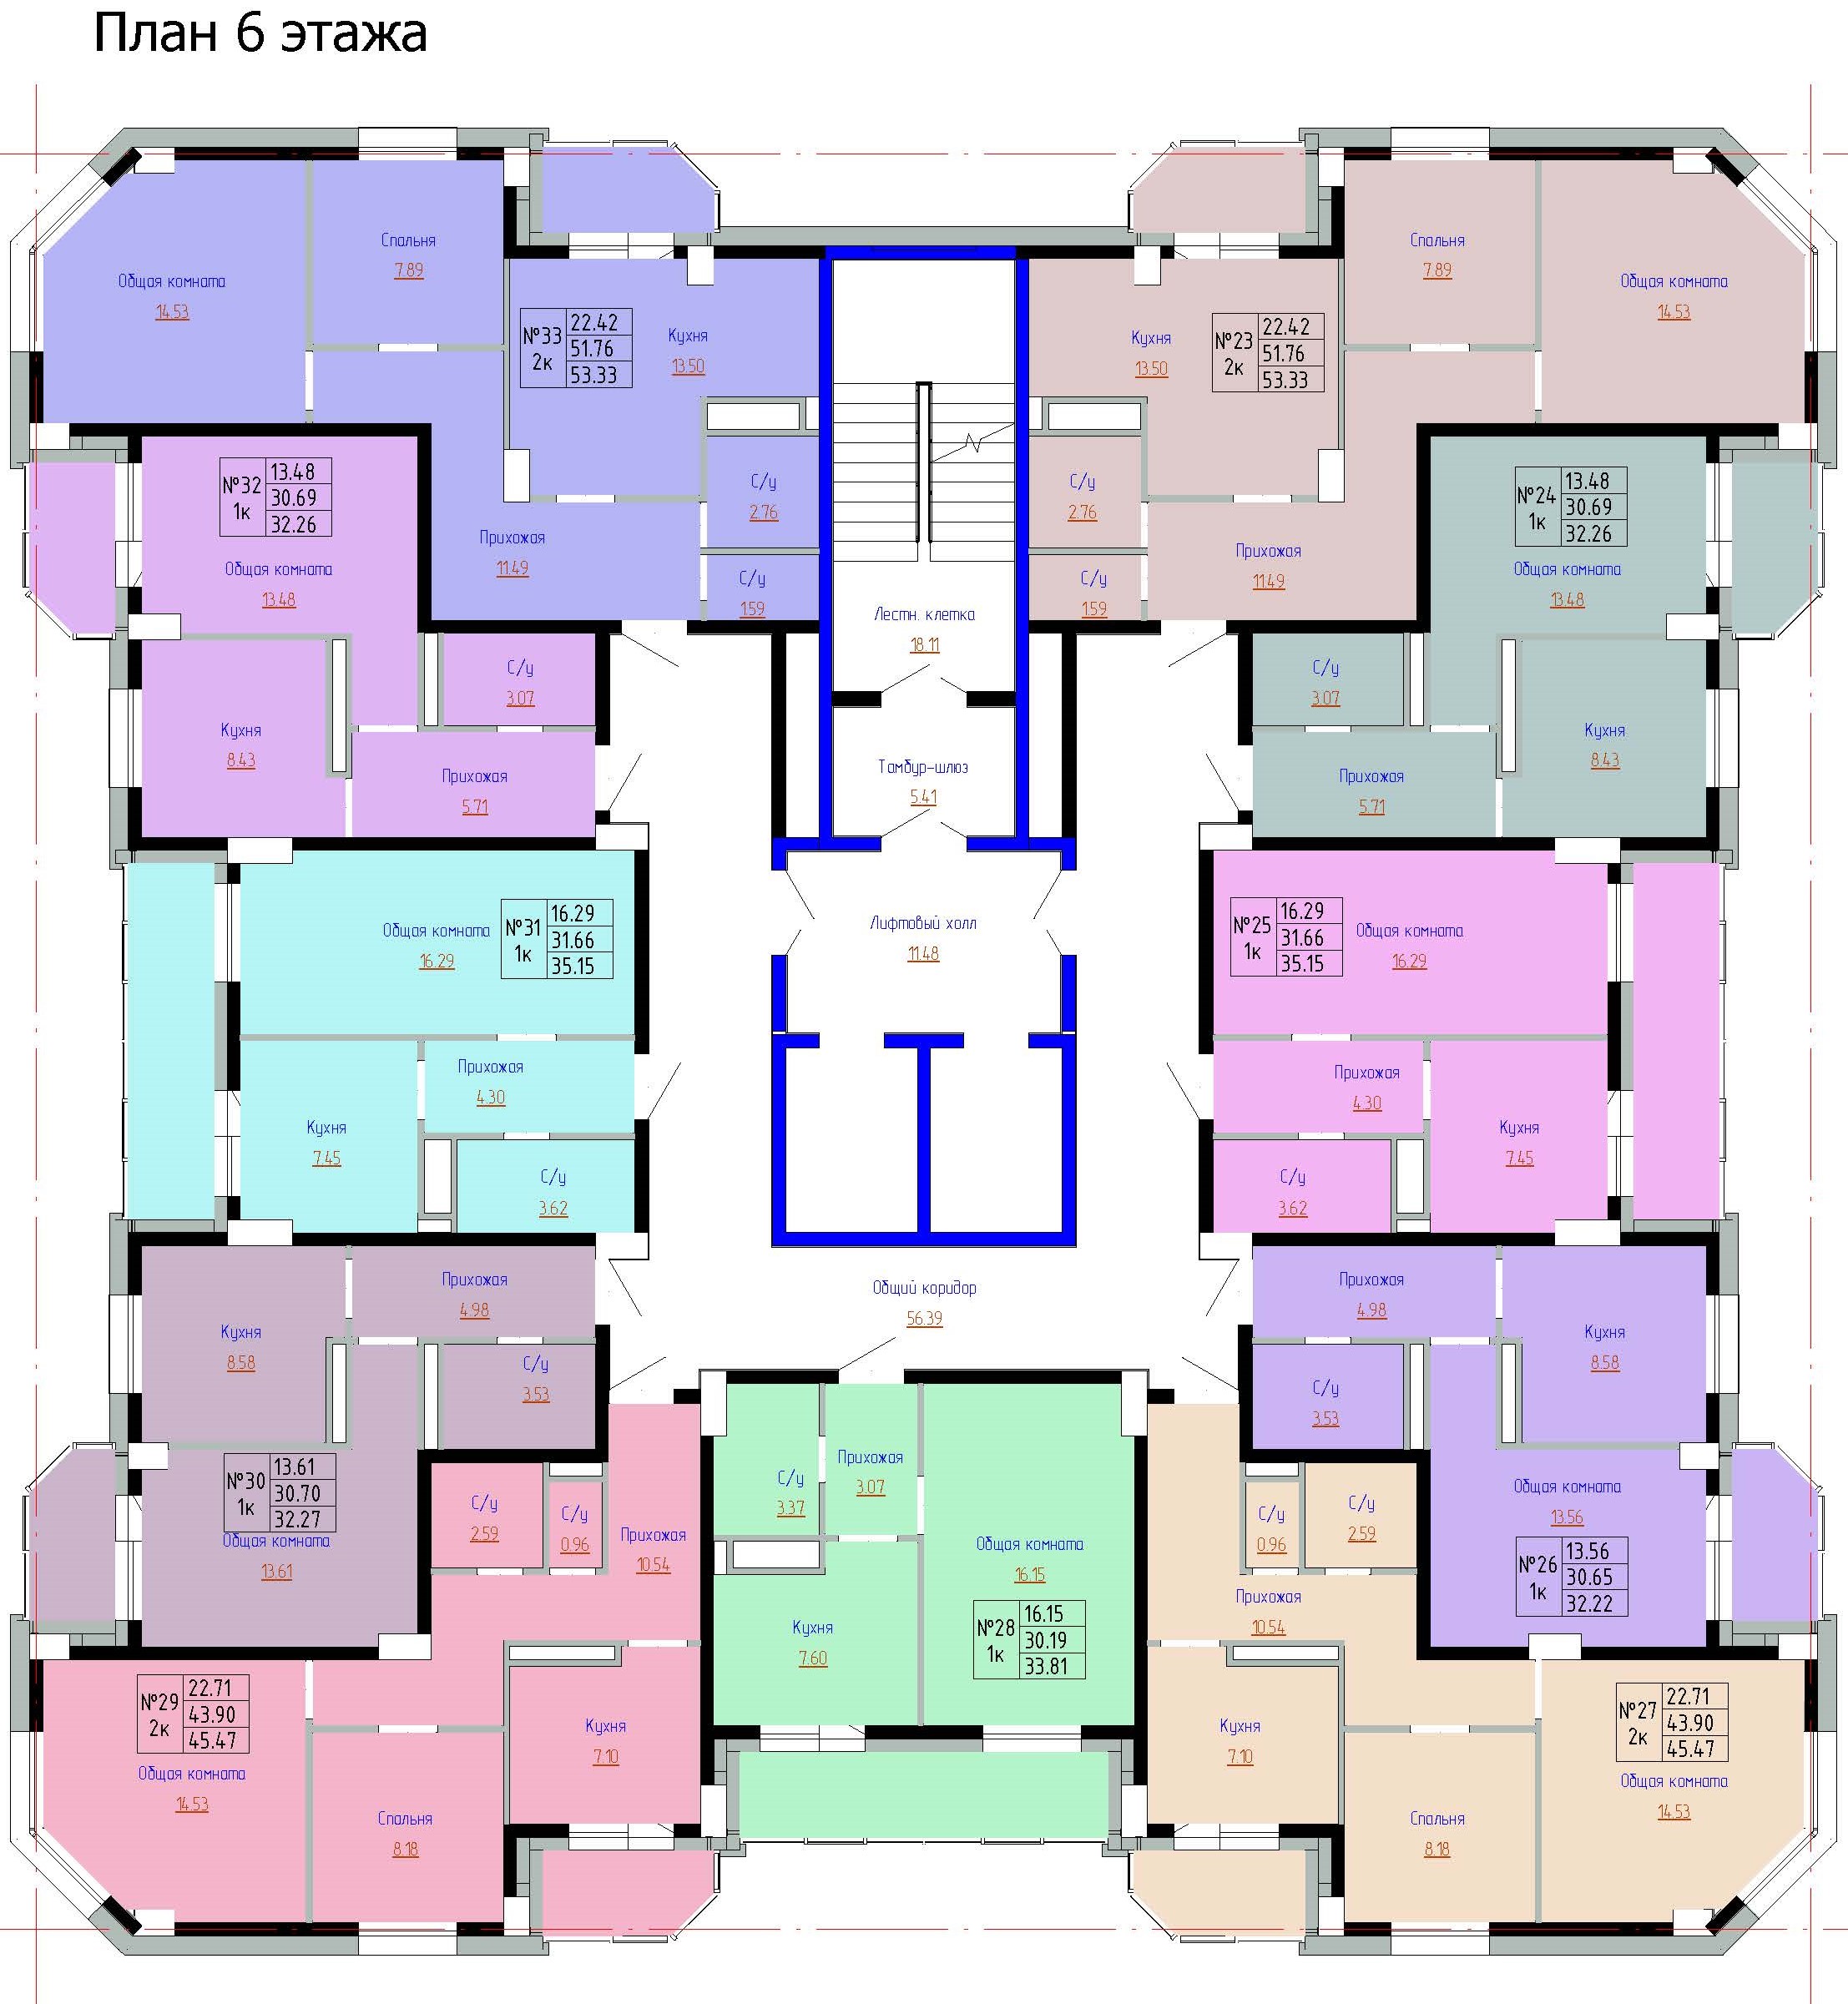 План 6 этажа
Общая комната
14.53
Спальня
7.89
№33
2к
22.42
51.76
53.33
Кухня
13.50
С/у
2.76
Прихожая
11.49
С/у
1.59
№23
2к
22.42
51.76
53.33
Кухня
13.50
Спальня
7.89
Общая комната
14.53
С/у
2.76
Прихожая
11.49
С/у
1.59
№32
1к
13.48
30.69
32.26
Общая комната
13.48
С/у
3.07
Кухня
8.43
Прихожая
5.71
Лестн. клетка
18.11
Тамбур-шлюз
5.41
№24
1к
13.48
30.69
32.26
Общая комната
13.48
С/у
3.07
Кухня
8.43
Прихожая
5.71
Общая комната
16.29
№31
1к
16.29
31.66
35.15
Прихожая
4.30
Кухня
7.45
С/у
3.62
Лифтовый холл
11.48
№25
1к
16.29
31.66
35.15
Общая комната
16.29
Прихожая
4.30
Кухня
7.45
С/у
3.62
Прихожая
4.98
Кухня
8.58
С/у
3.53
№30
1к
13.61
30.70
32.27
Общая комната
13.61
Общий коридор
56.39
Прихожая
4.98
Кухня
8.58
С/у
3.53
Общая комната
13.56
№26
1к
13.56
30.65
32.22
С/у
2.59
С/у
0.96
Прихожая
10.54
№29
2к
22.71
43.90
45.47
Общая комната
14.53
Спальня
8.18
Кухня
7.10
С/у
3.37
Прихожая
3.07
Общая комната
16.15
№28
1к
16.15
30.19
33.81
Кухня
7.60
С/у
0.96
С/у
2.59
Прихожая
10.54
Кухня
7.10
Спальня
8.18
№27
2к
22.71
43.90
45.47
Общая комната
14.53